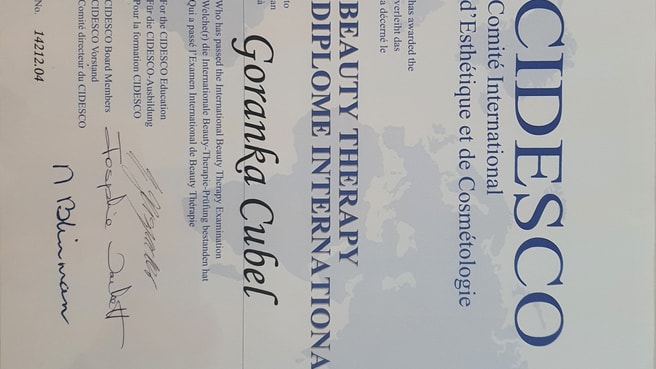 CIDESCO
Comité International
d'Esthétique et de Cosmétologie
has awarded the
verleiht das
a décerné le
BEAUTY THERAPY
DIPLOME INTERNATIONA
to
an
à
Goranka Cubel
Who has passed the International Beauty Therapy Examination
Welche(r) die Internationale Beauty-Therapie-Prüfung bestanden hat
Qui a passé l'Examen International de Beauté Thérapie
For the CIDESCO Education
Für die CIDESCO-Ausbildung
Pour la formation CIDESCO
CIDESCO Board Members
CIDESCO Vorstand
Comité directeur du CIDESCO
No. 14212.04